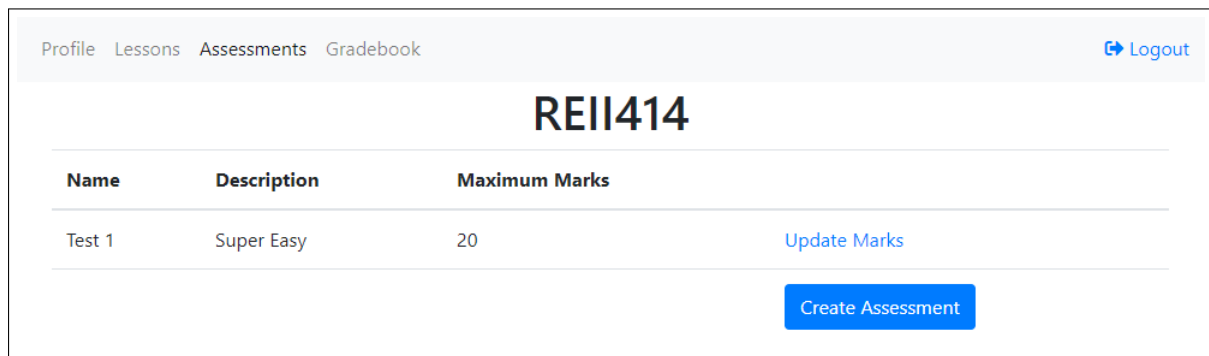 Profile Lessons Assessments Gradebook Logout
REII414
Name Description Maximum Marks
Test 1 Super Easy 20 Update Marks
Create Assessment